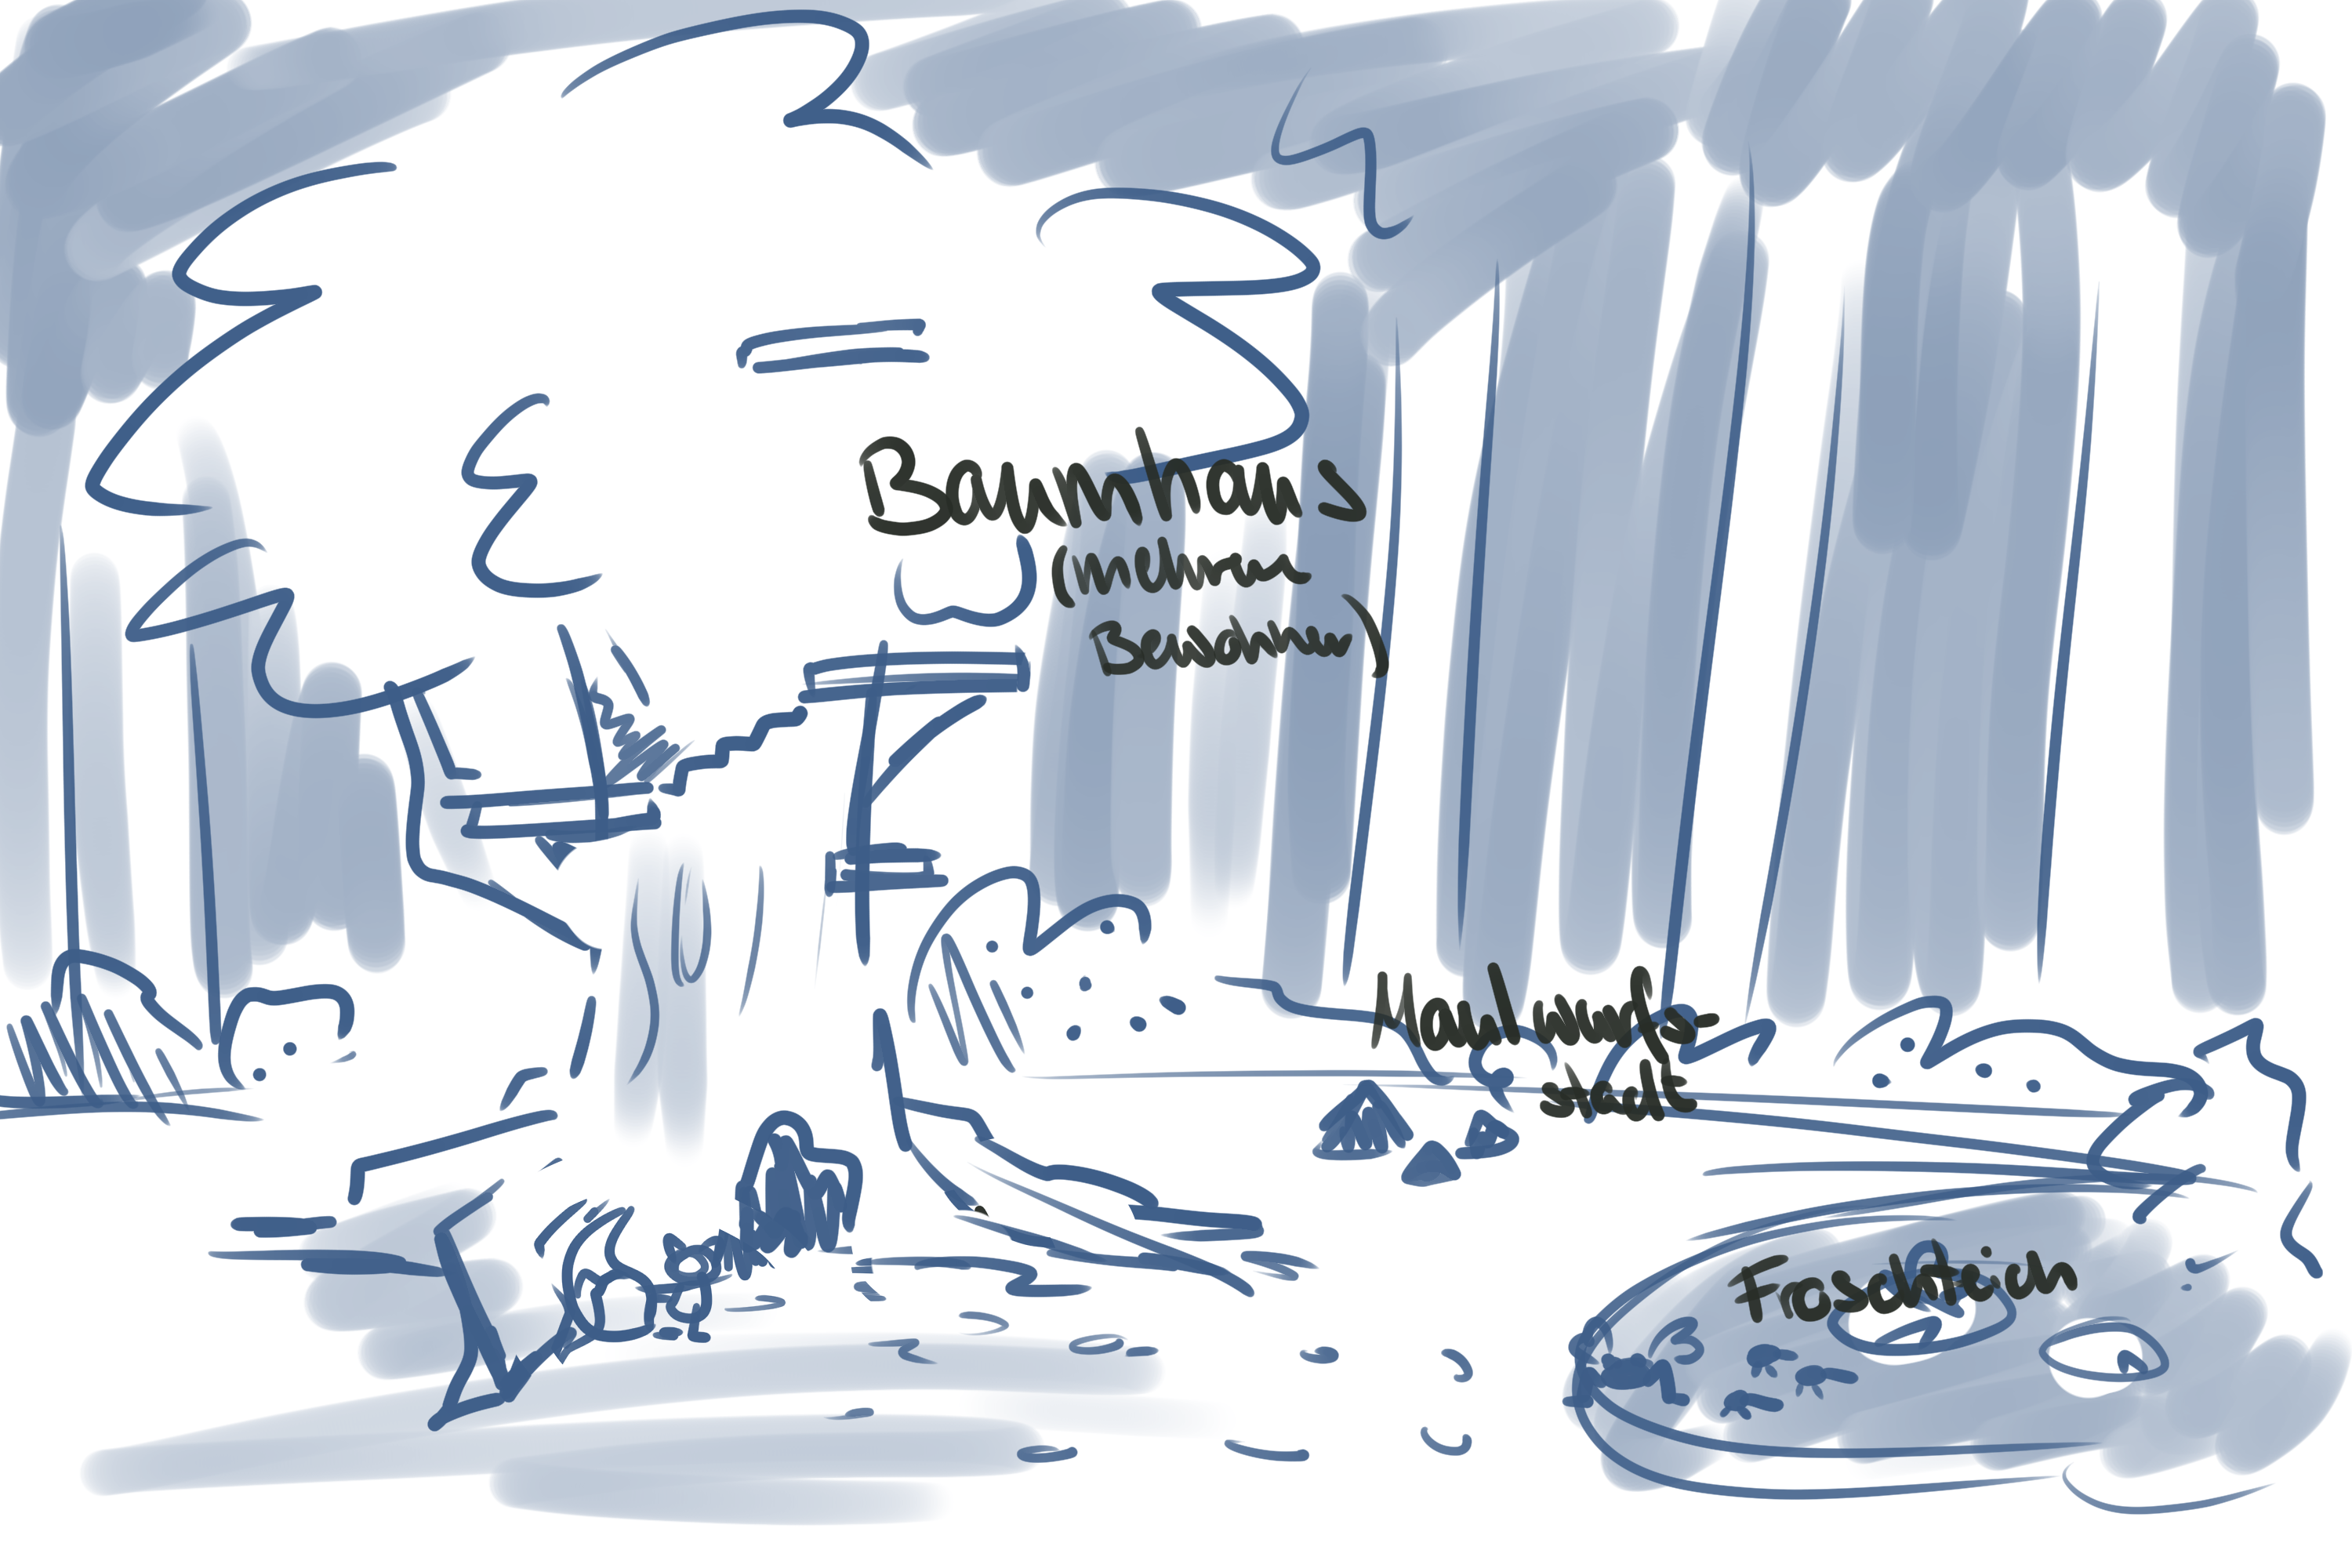 Baumhaus
(mehrere
Bewohner)
Maulwurfs-
stadt
Froschteich